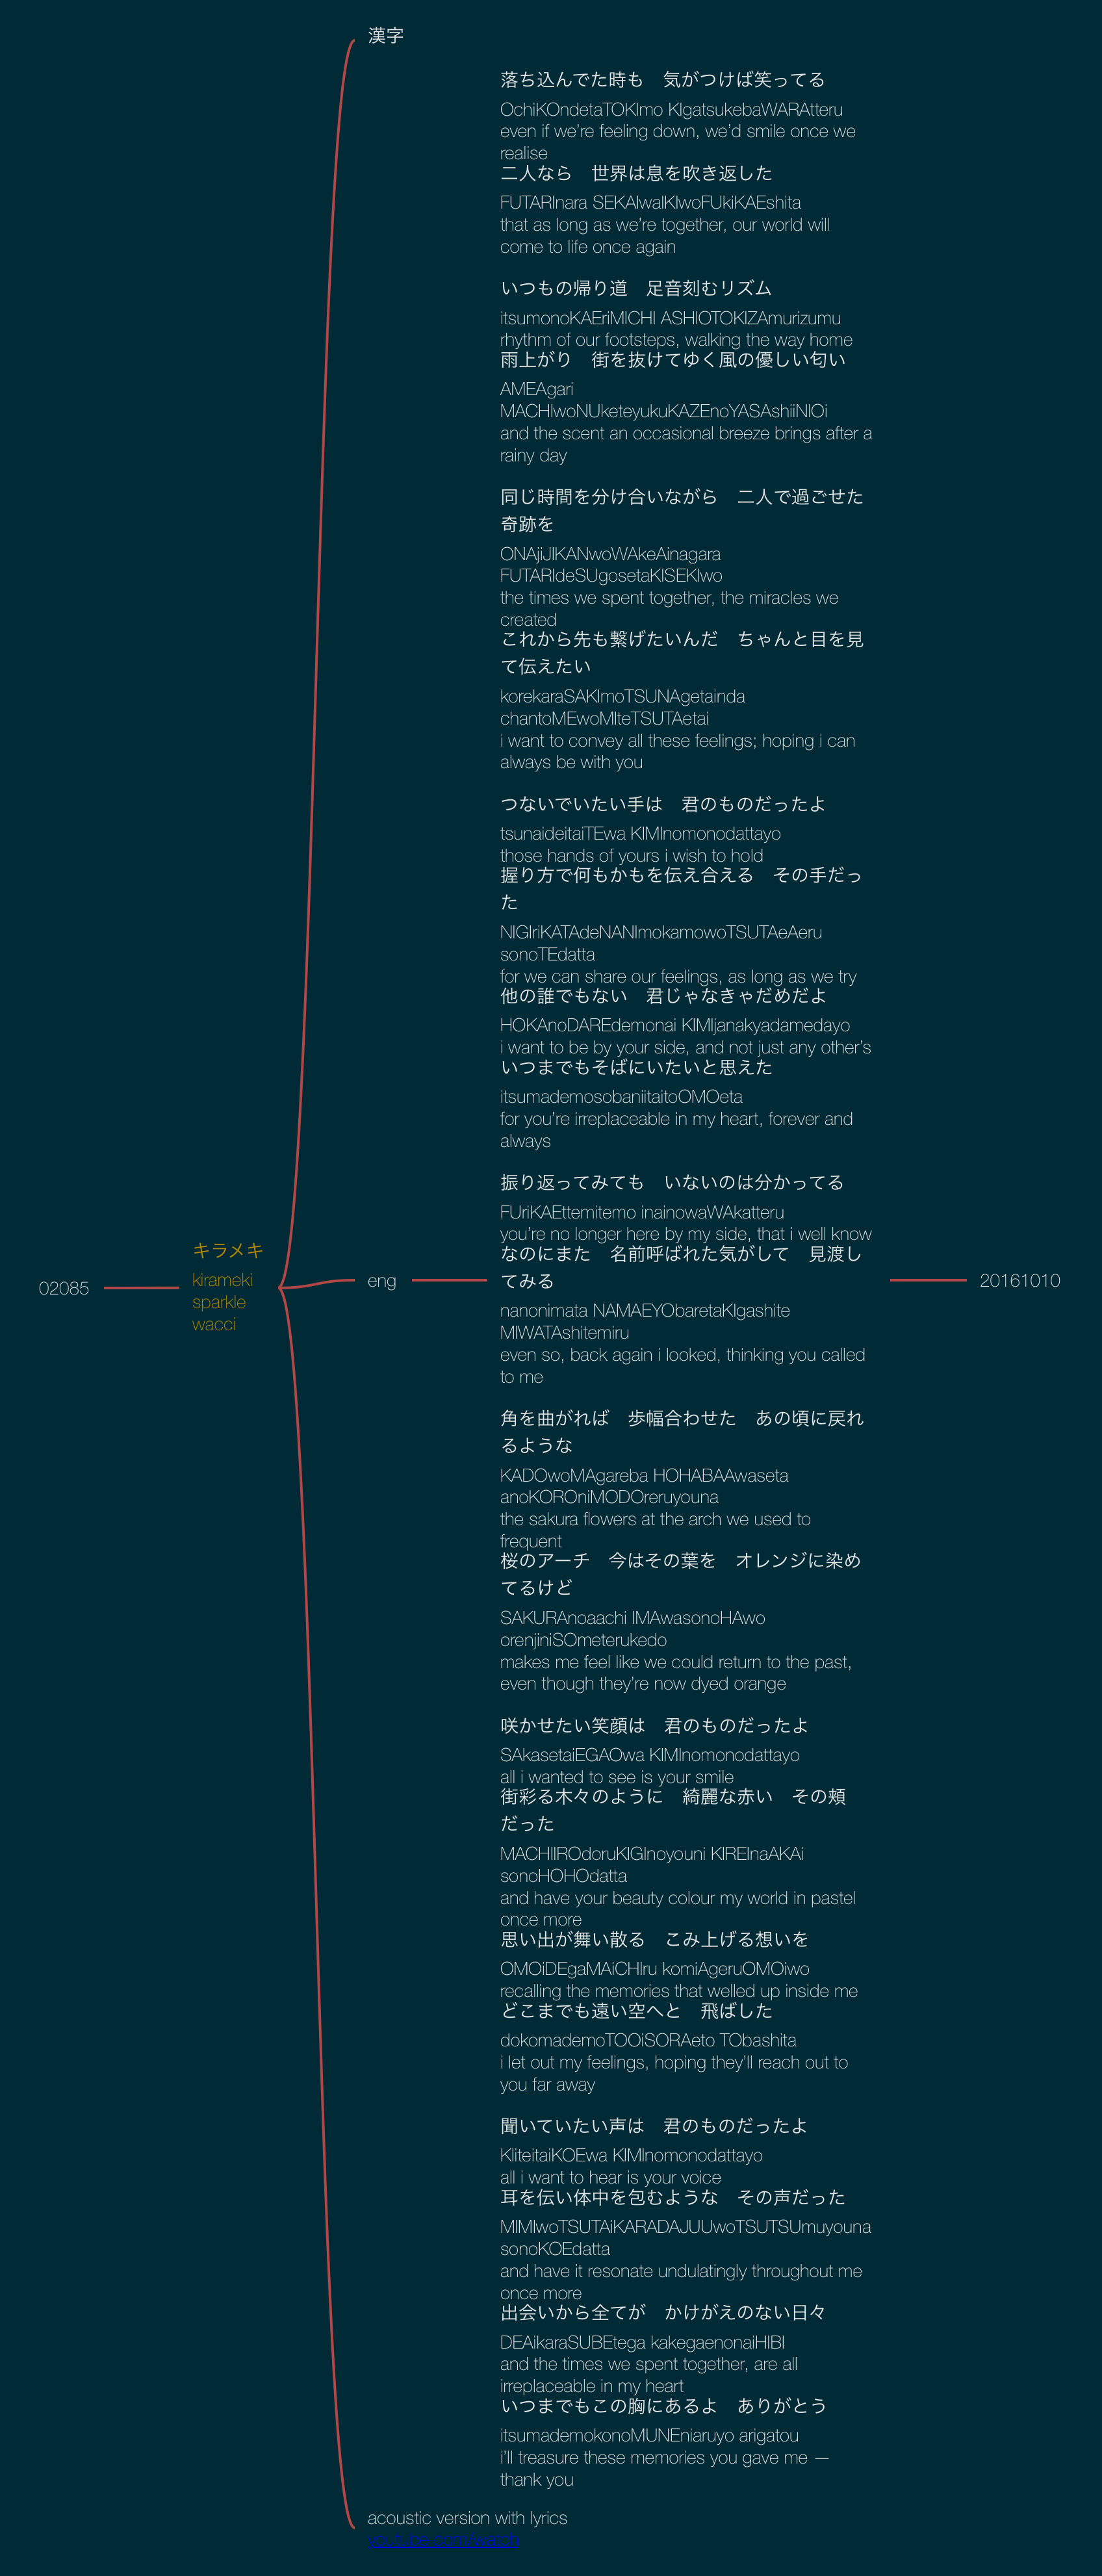 漢字
落ち込んでた時も　気がつけば笑ってる
OchiKOndetaTOKImo KIgatsukebaWARAtteru
even if we're feeling down, we'd smile once we
realise
二人なら　世界は息を吹き返した
FUTARInara SEKAIwaIKIwoFUkiKAEshita
that as long as we're together, our world will
come to life once again
いつもの帰り道　足音刻むリズム
itsumonoKAEriMICHI ASHIOTOKIZAmurizumu
rhythm of our footsteps, walking the way home
雨上がり　街を抜けてゆく風の優しい匂い
AMEAgari
MACHIwoNUketeyukuKAZEnoYASAshiiNIOi
and the scent an occasional breeze brings after a
rainy day
同じ時間を分け合いながら　二人で過ごせた
奇跡を
ONAjiJIKANwoWAkeAinagara
FUTARIdeSUgosetaKISEKIwo
the times we spent together, the miracles we
created
これから先も繋げたいんだ　ちゃんと目を見
て伝えたい
korekaraSAKImoTSUNAgetainda
chantoMEwoMIteTSUTAetai
i want to convey all these feelings; hoping i can
always be with you
つないでいたい手は　君のものだったよ
tsunaideitaiTEwa KIMInomonodattayo
those hands of yours i wish to hold
握り方で何もかもを伝え合える　その手だっ
た
NIGIriKATAdeNANImokamowoTSUTAeAeru
sonoTEdatta
for we can share our feelings, as long as we try
他の誰でもない　君じゃなきゃだめだよ
HOKAnoDAREdemonai KIMIjanakyadamedayo
i want to be by your side, and not just any other's
いつまでもそばにいたいと思えた
itsumademosobaniitaitoOMOeta
for you're irreplaceable in my heart, forever and
always
振り返ってみても　いないのは分かってる
FUriKAEttemitemo inainowaWAkatteru
you're no longer here by my side, that i well know
なのにまた　名前呼ばれた気がして　見渡し
てみる
nanonimata NAMAEYObaretaKIgashite
MIWATAshitemiru
even so, back again i looked, thinking you called
to me
角を曲がれば　歩幅合わせた　あの頃に戻れ
るような
KADOwoMAgareba HOHABAAwaseta
anoKOROniMODOreruyouna
the sakura flowers at the arch we used to
frequent
桜のアーチ　今はその葉を　オレンジに染め
てるけど
SAKURAnoaachi IMAwasonoHAwo
orenjiniSOmeterukedo
makes me feel like we could return to the past,
even though they're now dyed orange
咲かせたい笑顔は　君のものだったよ
SAkasetaiEGAOwa KIMInomonodattayo
all i wanted to see is your smile
街彩る木々のように　綺麗な赤い　その頬
だった
MACHIIROdoruKIGInoyouni KIREInaAKAi
sonoHOHOdatta
and have your beauty colour my world in pastel
once more
思い出が舞い散る　こみ上げる想いを
OMOiDEgaMAiCHIru komiAgeruOMOiwo
recalling the memories that welled up inside me
どこまでも遠い空へと　飛ばした
dokomademoTOOiSORAeto TObashita
i let out my feelings, hoping they'll reach out to
you far away
聞いていたい声は　君のものだったよ
KIiteitaiKOEwa KIMInomonodattayo
all i want to hear is your voice
耳を伝い体中を包むような　その声だった
MIMIwoTSUTAiKARADAJUUwoTSUTSUmuyouna
sonoKOEdatta
and have it resonate undulatingly throughout me
once more
出会いから全てが　かけがえのない日々
DEAikaraSUBEtega kakegaenonaiHIBI
and the times we spent together, are all
irreplaceable in my heart
いつまでもこの胸にあるよ　ありがとう
itsumademokonoMUNEniaruyo arigatou
i'll treasure these memories you gave me —
thank you
02085
キラメキ
kirameki
sparkle
wacci
eng
20161010
acoustic version with lyrics
youtube.com/watch